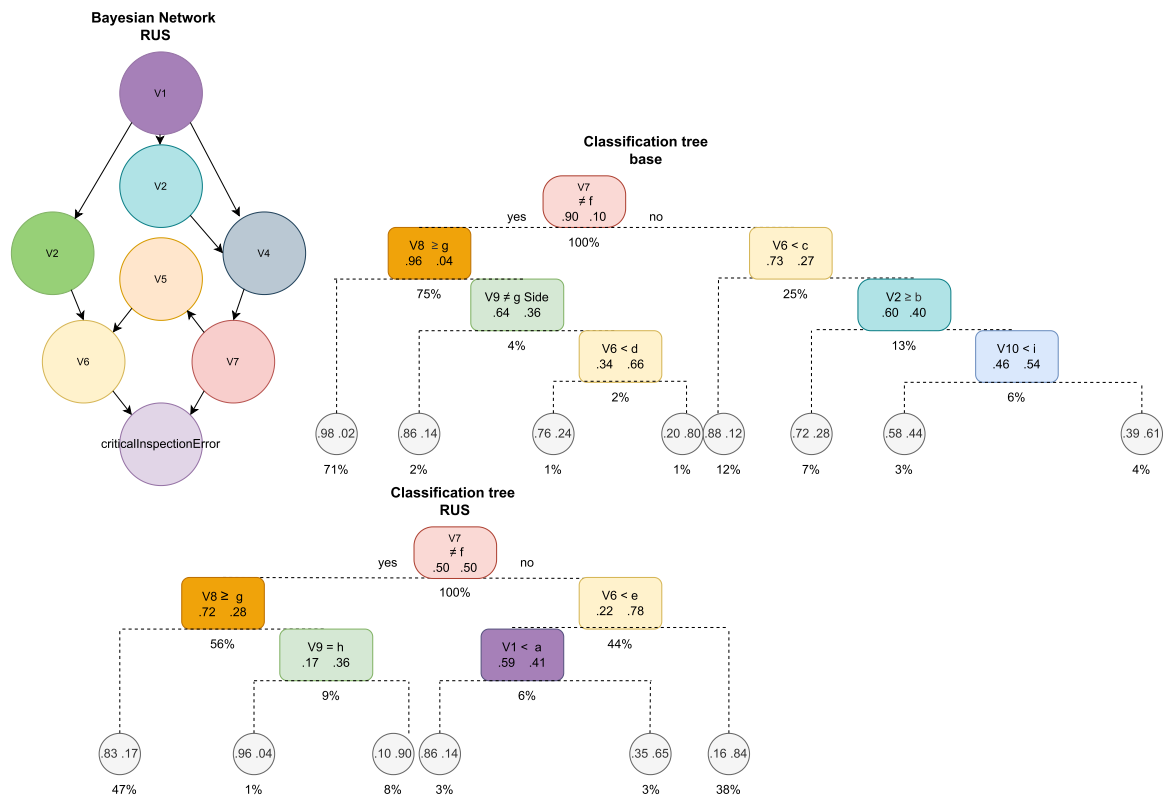 Bayesian Network
RUS
V1
V2
V2
V4
V5
V6
V7
criticalInspectionError
Classification tree
base
V7
≠ f
.90 .10
yes
no
100%
V8 ≥ g
.96 .04
75%
V6 < c
.73 .27
25%
V9 ≠ g Side
.64 .36
4%
V2 ≥ b
.60 .40
13%
V6 < d
.34 .66
2%
V10 < i
.46 .54
6%
.98 .02
.86 .14
.76 .24
.20 .80
.88 .12
.72 .28
.58 .44
.39 .61
71%
2%
1%
1%
12%
7%
3%
4%
Classification tree
RUS
V7
≠ f
.50 .50
yes
no
100%
V8 ≥ g
.72 .28
56%
V6 < e
.22 .78
44%
V9 = h
.17 .36
9%
V1 < a
.59 .41
6%
.83 .17
.96 .04
.10 .90
.86 .14
.35 .65
.16 .84
47%
1%
8%
3%
3%
38%